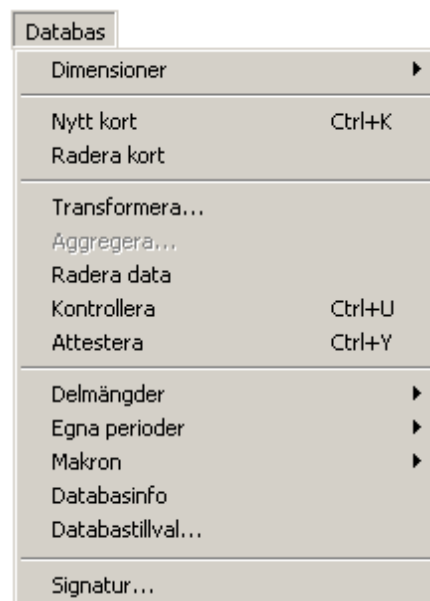 Databas
Dimensioner
Nytt kort Ctrl+K
Radera kort
Transformera...
Aggregera...
Radera data
Kontrollera Ctrl+U
Attestera Ctrl+Y
Delmängder
Egna perioder
Makron
Databasinfo
Databastillval...
Signatur...